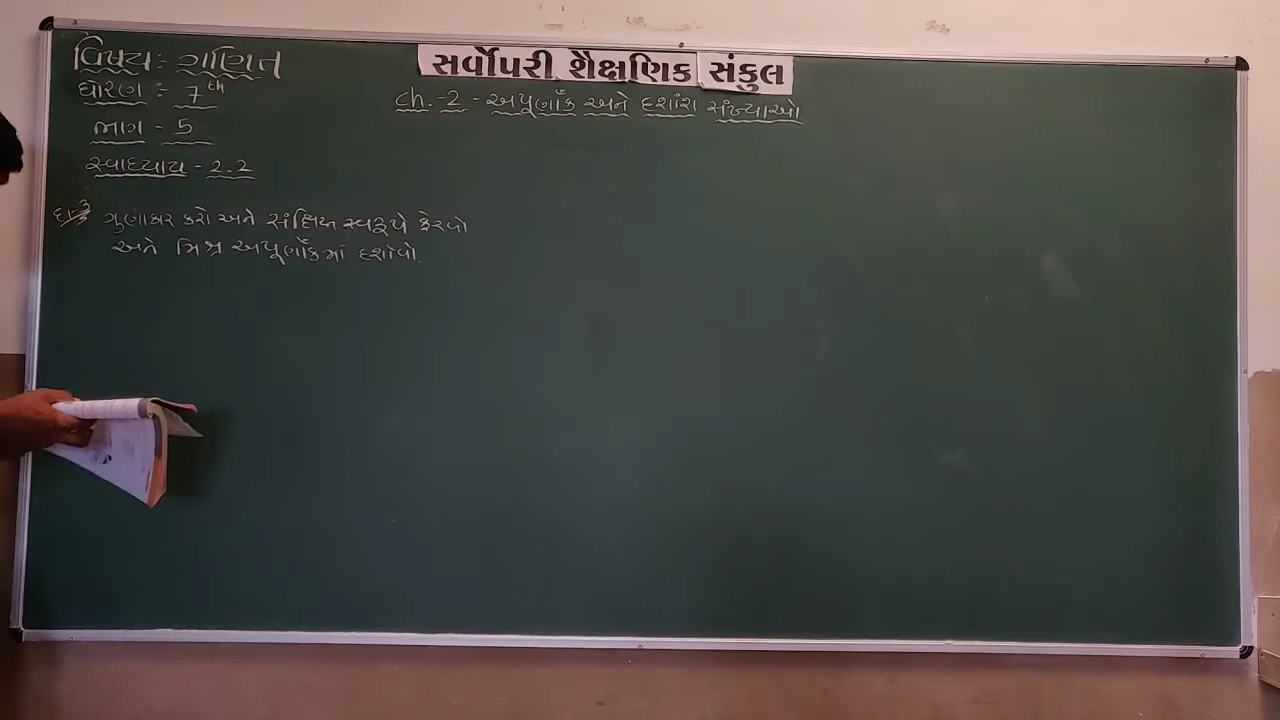 વિષય: ગણિત
સર્વોપરી શૈક્ષણિક સંકુલ
ધોરણ : 7th
ch.-2 - અપૂર્ણાંક અને દશાંશ સંખ્યાઓ
ભાગ - 5
સ્વાધ્યાય - 2.2
ગુણાકાર કરો અને સંક્ષિપ્ત સ્વરૂપે ફેરવો
અને મિશ્ર અપૂર્ણાંકમાં દર્શાવો.